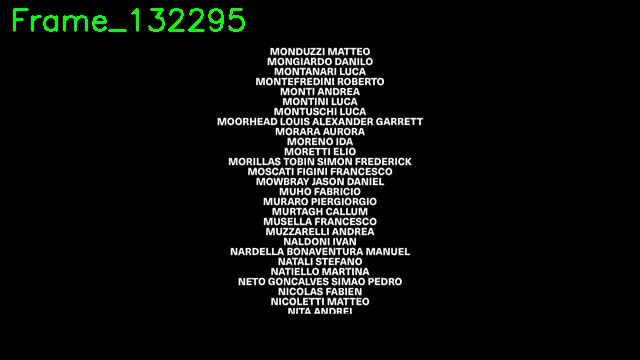 Frame_132295
MONDUZZI MATTEO
MONGIARDO DANILO
MONTANARI LUCA
MONTEFREDINI ROBERTO
MONTI ANDREA
MONTINI LUCA
MONTUSCHI LUCA
MOORHEAD LOUIS ALEXANDER GARRETT
MORARA AURORA
MORENO IDA
MORETTI ELIO
MORILLAS TOBIN SIMON FREDERICK
MOSCATI FIGINI FRANCESCO
MOWBRAY JASON DANIEL
MUHO FABRICIO
MURARO PIERGIORGIO
MURTAGH CALLUM
MUSELLA FRANCESCO
MUZZARELLI ANDREA
NALDONI IVAN
NARDELLA BONAVENTURA MANUEL
NATALI STEFANO
NATIELLO MARTINA
NETO GONCALVES SIMAO PEDRO
NICOLAS FABIEN
NICOLETTI MATTEO
NITA ANDREI